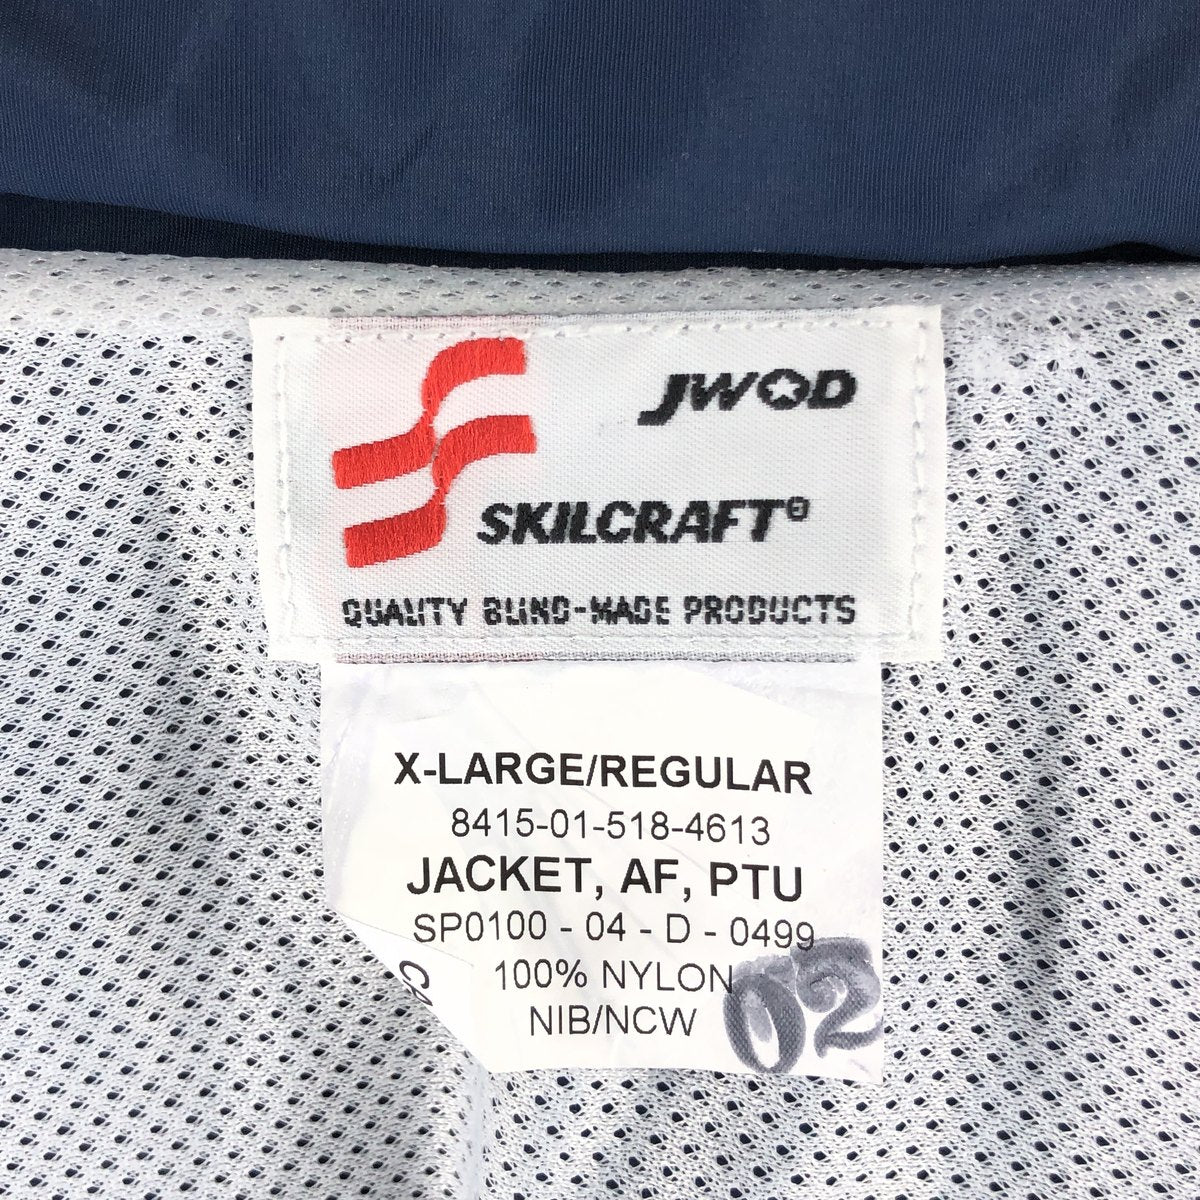 JWOD
SKILCRAFT®
QUALITY BLIND-MADE PRODUCTS
X-LARGE/REGULAR
8415-01-518-4613
JACKET, AF, PTU
SP0100 - 04 - D - 0499
100% NYLON
NIB/NCW
02